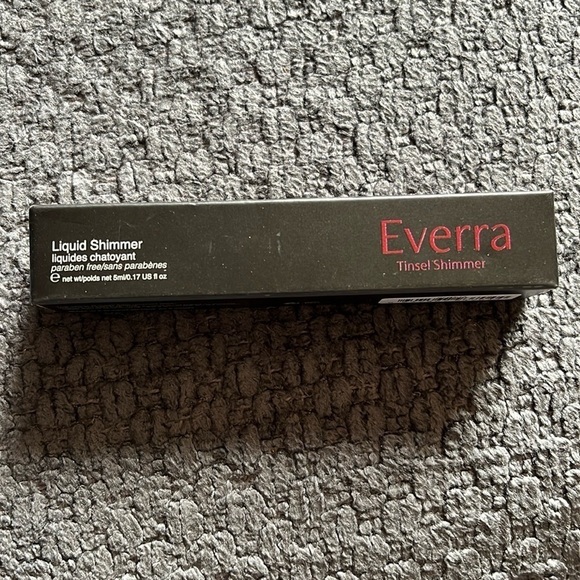 Liquid Shimmer
liquides chatoyant
paraben free/sans parabènes
℮ net wt/poids net 5ml/0.17 US fl oz
Everra
Tinsel Shimmer